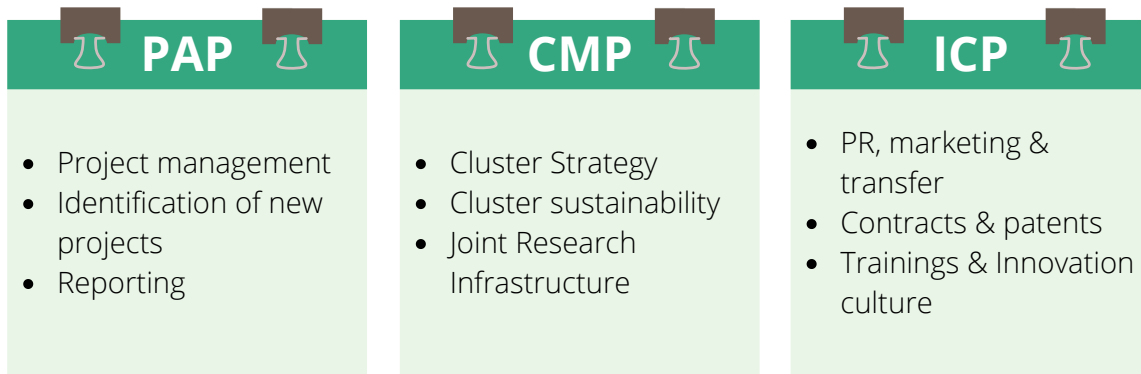 PAP
• Project management
• Identification of new
projects
• Reporting
CMP
• Cluster Strategy
• Cluster sustainability
• Joint Research
Infrastructure
ICP
• PR, marketing &
transfer
• Contracts & patents
• Trainings & Innovation
culture